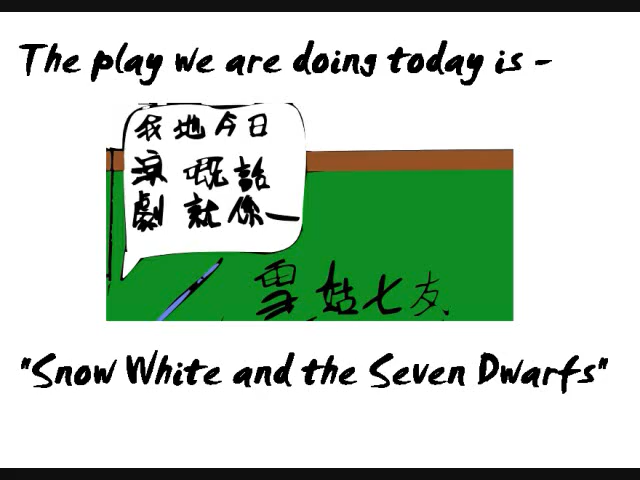 The play we are doing today is -
我地今日
演嘅話
劇就係—
雪姑七友
"Snow White and the Seven Dwarfs"